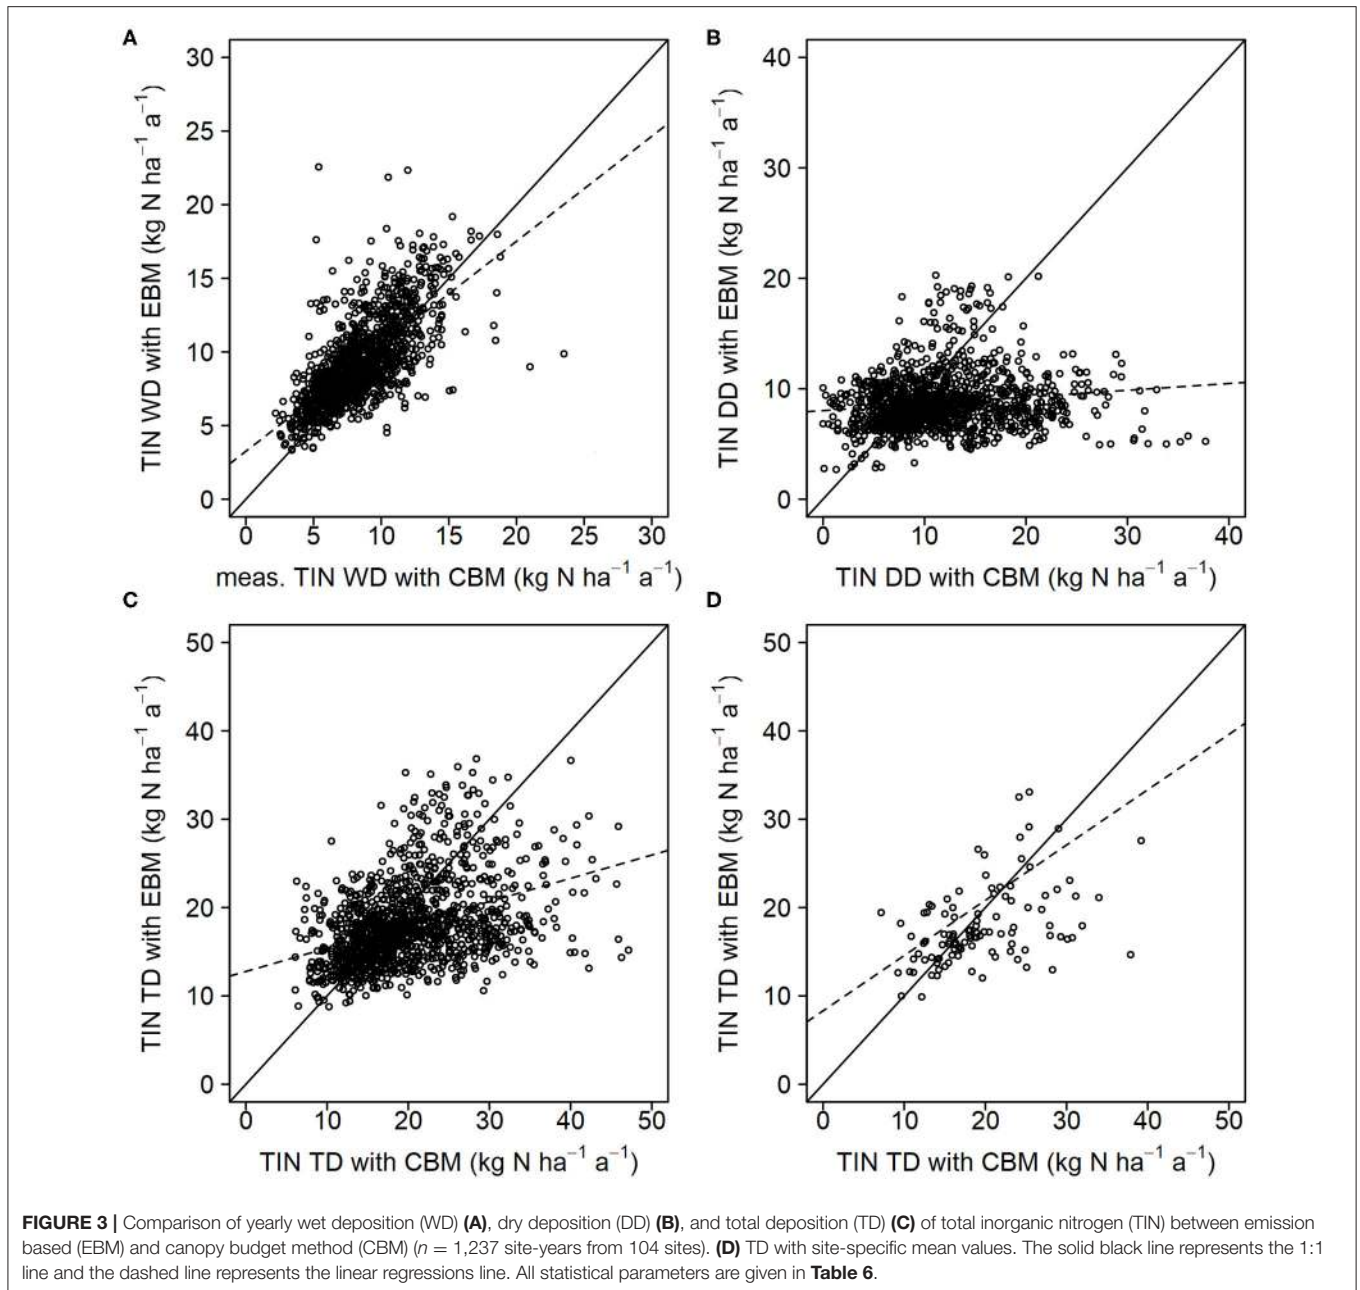 A
TIN WD with EBM (kg N ha⁻¹ a⁻¹)
30
25
20
15
10
5
0
0 5 10 15 20 25 30
meas. TIN WD with CBM (kg N ha⁻¹ a⁻¹)
B
TIN DD with EBM (kg N ha⁻¹ a⁻¹)
40
30
20
10
0
0 10 20 30 40
TIN DD with CBM (kg N ha⁻¹ a⁻¹)
C
TIN TD with EBM (kg N ha⁻¹ a⁻¹)
50
40
30
20
10
0
0 10 20 30 40 50
TIN TD with CBM (kg N ha⁻¹ a⁻¹)
D
TIN TD with EBM (kg N ha⁻¹ a⁻¹)
50
40
30
20
10
0
0 10 20 30 40 50
TIN TD with CBM (kg N ha⁻¹ a⁻¹)
FIGURE 3 | Comparison of yearly wet deposition (WD) (A), dry deposition (DD) (B), and total deposition (TD) (C) of total inorganic nitrogen (TIN) between emission
based (EBM) and canopy budget method (CBM) (n = 1,237 site-years from 104 sites). (D) TD with site-specific mean values. The solid black line represents the 1:1
line and the dashed line represents the linear regressions line. All statistical parameters are given in Table 6.